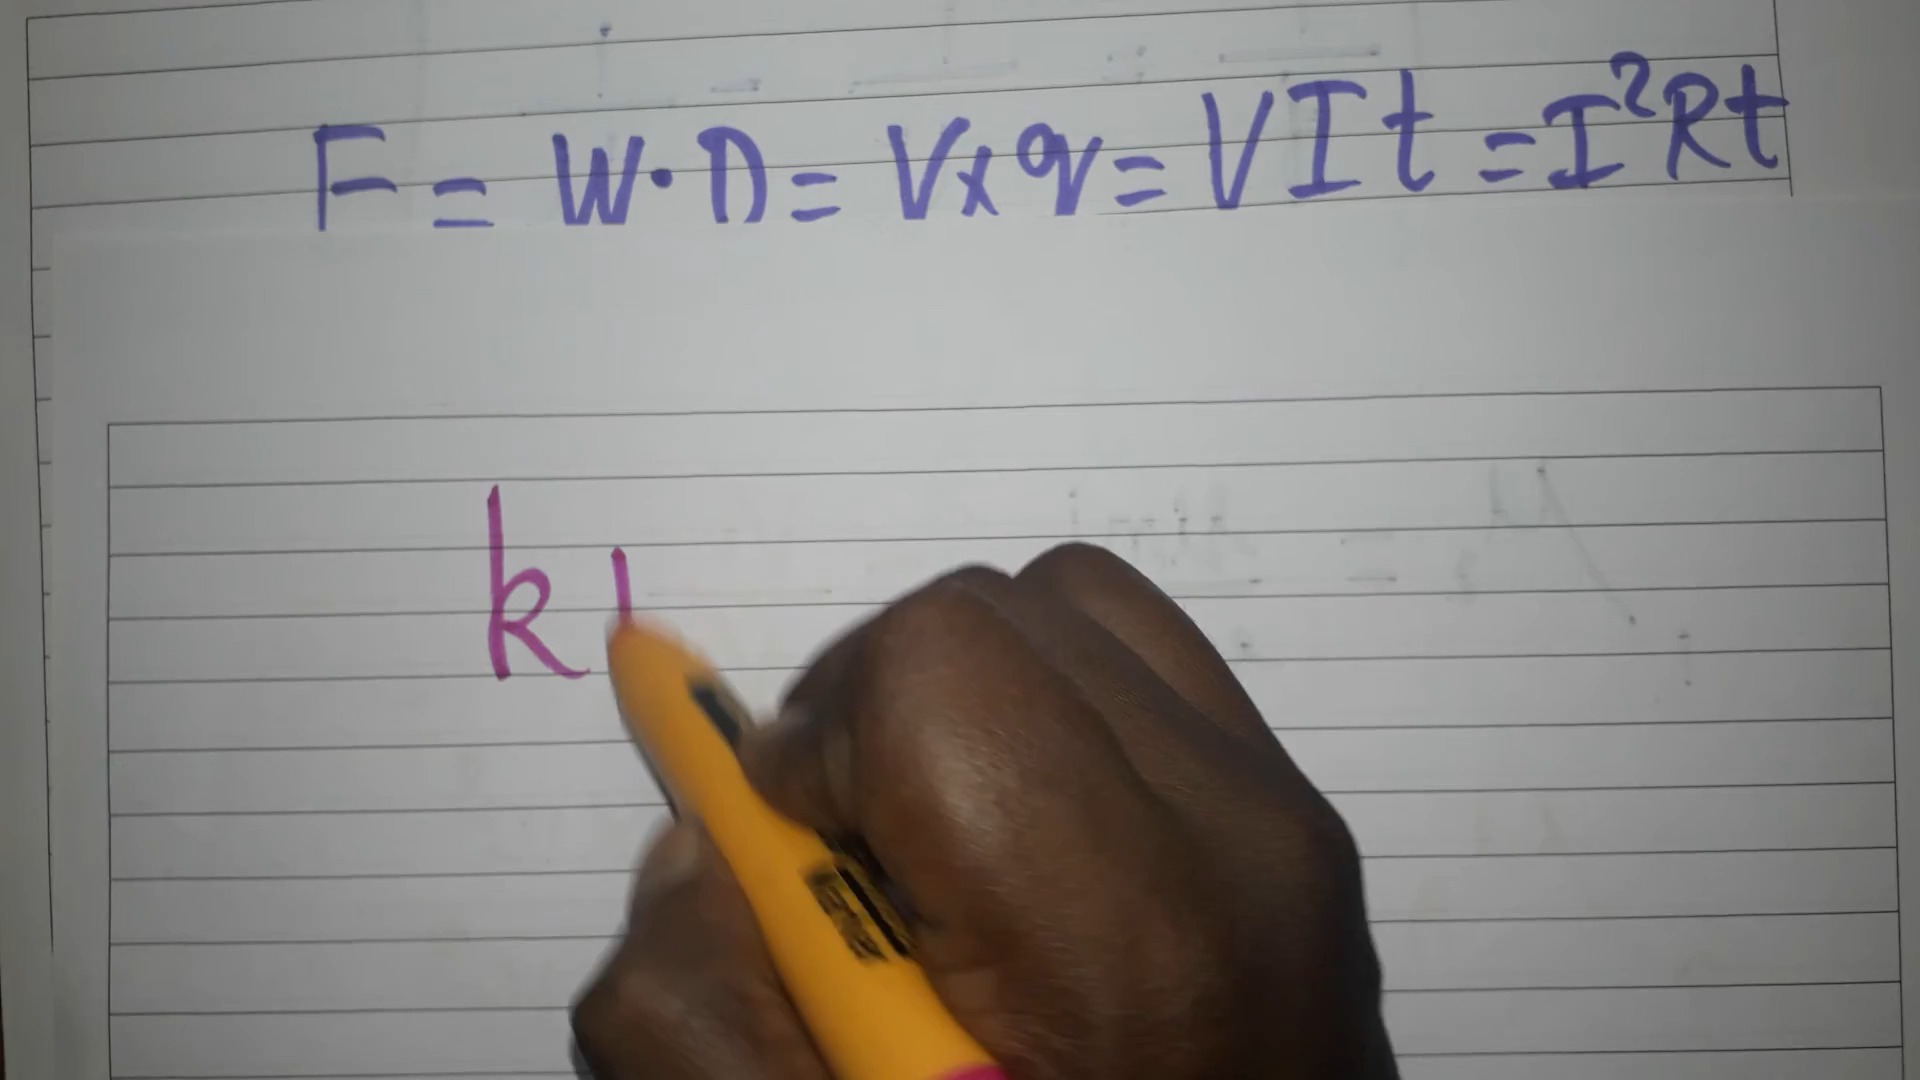 F = W·D = V×q = VIt = I²Rt
k